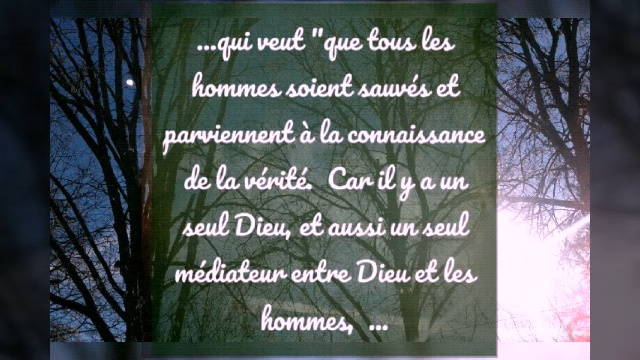 ...qui veut "que tous les
hommes soient sauvés et
parviennent à la connaissance
de la vérité. Car il y a un
seul Dieu, et aussi un seul
médiateur entre Dieu et les
hommes, ...